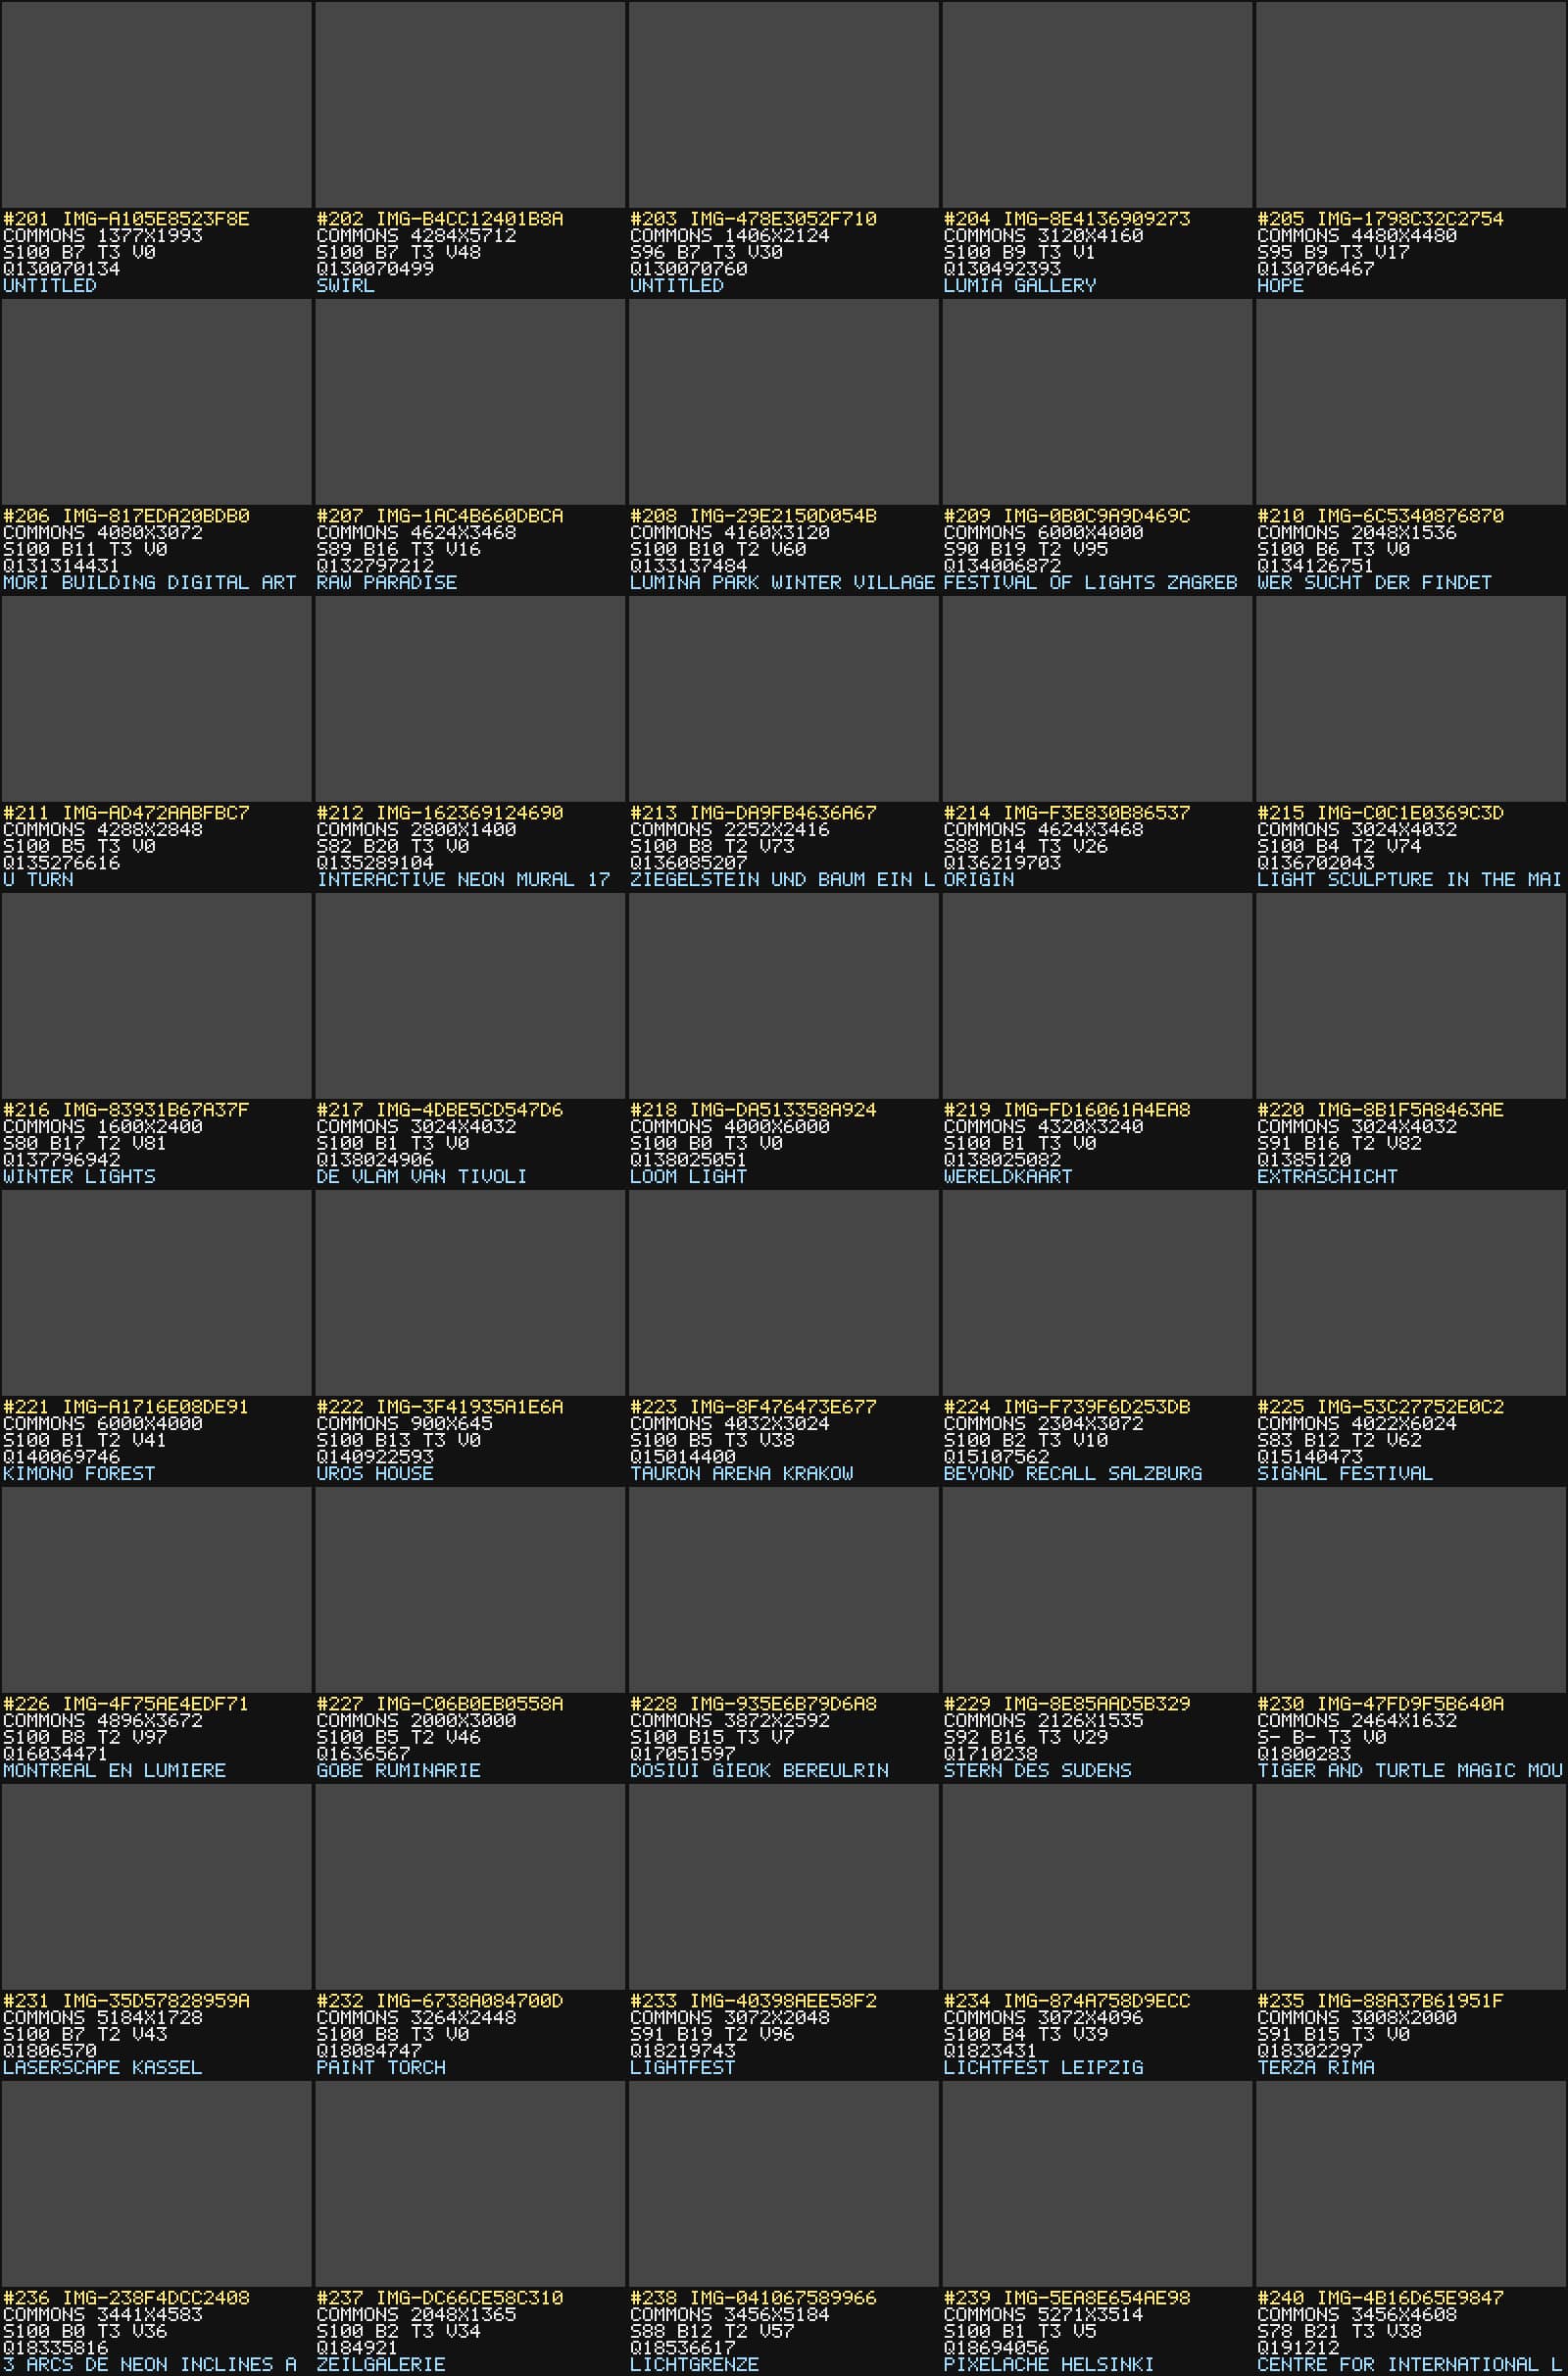 #201 IMG-A105E8523F8E
COMMONS 1377X1993
S100 B7 T3 V0
Q130070134
UNTITLED
#202 IMG-B4CC12401B8A
COMMONS 4284X5712
S100 B7 T3 V48
Q130070499
SWIRL
#203 IMG-478E3052F710
COMMONS 1406X2124
S96 B7 T3 V30
Q130070760
UNTITLED
#204 IMG-8E4136909273
COMMONS 3120X4160
S100 B9 T3 V1
Q130492393
LUMIA GALLERY
#205 IMG-1798C32C2754
COMMONS 4480X4480
S95 B9 T3 V17
Q130706467
HOPE
#206 IMG-817EDA20BDB0
COMMONS 4080X3072
S100 B11 T3 V0
Q131314431
MORI BUILDING DIGITAL ART
#207 IMG-1AC4B660DBCA
COMMONS 4624X3468
S89 B16 T3 V16
Q132797212
RAW PARADISE
#208 IMG-29E2150D054B
COMMONS 4160X3120
S100 B10 T2 V60
Q133137484
LUMINA PARK WINTER VILLAGE
#209 IMG-0B0C9A9D469C
COMMONS 6000X4000
S90 B19 T2 V95
Q134006872
FESTIVAL OF LIGHTS ZAGREB
#210 IMG-6C5340876870
COMMONS 2048X1536
S100 B6 T3 V0
Q134126751
WER SUCHT DER FINDET
#211 IMG-AD472AABFBC7
COMMONS 4288X2848
S100 B5 T3 V0
Q135276616
U TURN
#212 IMG-162369124690
COMMONS 2800X1400
S82 B20 T3 V0
Q135289104
INTERACTIVE NEON MURAL 17
#213 IMG-DA9FB4636A67
COMMONS 2252X2416
S100 B8 T2 V73
Q136085207
ZIEGELSTEIN UND BAUM EIN L
#214 IMG-F3E830B86537
COMMONS 4624X3468
S88 B14 T3 V26
Q136219703
ORIGIN
#215 IMG-C0C1E0369C3D
COMMONS 3024X4032
S100 B4 T2 V74
Q136702043
LIGHT SCULPTURE IN THE MAI
#216 IMG-83931B67A37F
COMMONS 1600X2400
S80 B17 T2 V81
Q137796942
WINTER LIGHTS
#217 IMG-4DBE5CD547D6
COMMONS 3024X4032
S100 B1 T3 V0
Q138024906
DE VLAM VAN TIVOLI
#218 IMG-DA513358A924
COMMONS 4000X6000
S100 B0 T3 V0
Q138025051
LOOM LIGHT
#219 IMG-FD16061A4EA8
COMMONS 4320X3240
S100 B1 T3 V0
Q138025082
WERELDKAART
#220 IMG-8B1F5A8463AE
COMMONS 3024X4032
S91 B16 T2 V82
Q1385120
EXTRASCHICHT
#221 IMG-A1716E08DE91
COMMONS 6000X4000
S100 B1 T2 V41
Q140069746
KIMONO FOREST
#222 IMG-3F41935A1E6A
COMMONS 900X645
S100 B13 T3 V0
Q140922593
UROS HOUSE
#223 IMG-8F476473E677
COMMONS 4032X3024
S100 B5 T3 V38
Q15014400
TAURON ARENA KRAKOW
#224 IMG-F739F6D253DB
COMMONS 2304X3072
S100 B2 T3 V10
Q15107562
BEYOND RECALL SALZBURG
#225 IMG-53C27752E0C2
COMMONS 4022X6024
S83 B12 T2 V62
Q15140473
SIGNAL FESTIVAL
#226 IMG-4F75AE4EDF71
COMMONS 4896X3672
S100 B8 T2 V97
Q16034471
MONTREAL EN LUMIERE
#227 IMG-C06B0EB0558A
COMMONS 2000X3000
S100 B5 T2 V46
Q1636567
GOBE RUMINARIE
#228 IMG-935E6B79D6A8
COMMONS 3872X2592
S100 B15 T3 V7
Q17051597
DOSIUI GIEOK BEREULRIN
#229 IMG-8E85AAD5B329
COMMONS 2126X1535
S92 B16 T3 V29
Q1710238
STERN DES SUDENS
#230 IMG-47FD9F5B640A
COMMONS 2464X1632
S- B- T3 V0
Q1800283
TIGER AND TURTLE MAGIC MOU
#231 IMG-35D57828959A
COMMONS 5184X1728
S100 B7 T2 V43
Q1806570
LASERSCAPE KASSEL
#232 IMG-6738A084700D
COMMONS 3264X2448
S100 B8 T3 V0
Q18084747
PAINT TORCH
#233 IMG-40398AEE58F2
COMMONS 3072X2048
S91 B19 T2 V96
Q18219743
LIGHTFEST
#234 IMG-874A758D9ECC
COMMONS 3072X4096
S100 B4 T3 V39
Q1823431
LICHTFEST LEIPZIG
#235 IMG-88A37B61951F
COMMONS 3008X2000
S91 B15 T3 V0
Q18302297
TERZA RIMA
#236 IMG-238F4DCC2408
COMMONS 3441X4583
S100 B0 T3 V36
Q18335816
3 ARCS DE NEON INCLINES A
#237 IMG-DC66CE58C310
COMMONS 2048X1365
S100 B2 T3 V34
Q184921
ZEILGALERIE
#238 IMG-041067589966
COMMONS 3456X5184
S88 B12 T2 V57
Q18536617
LICHTGRENZE
#239 IMG-5EA8E654AE98
COMMONS 5271X3514
S100 B1 T3 V5
Q18694056
PIXELACHE HELSINKI
#240 IMG-4B16D65E9847
COMMONS 3456X4608
S78 B21 T3 V38
Q191212
CENTRE FOR INTERNATIONAL L